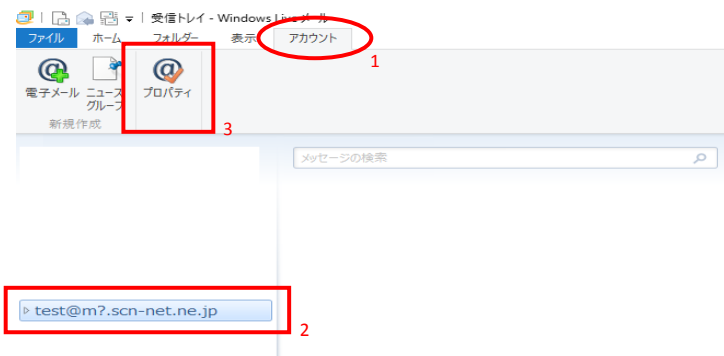 受信トレイ - Windows Live メール
ファイル ホーム フォルダー 表示 アカウント
1
電子メール ニュース グループ プロパティ
新規作成
3
メッセージの検索
test@m?.scn-net.ne.jp
2